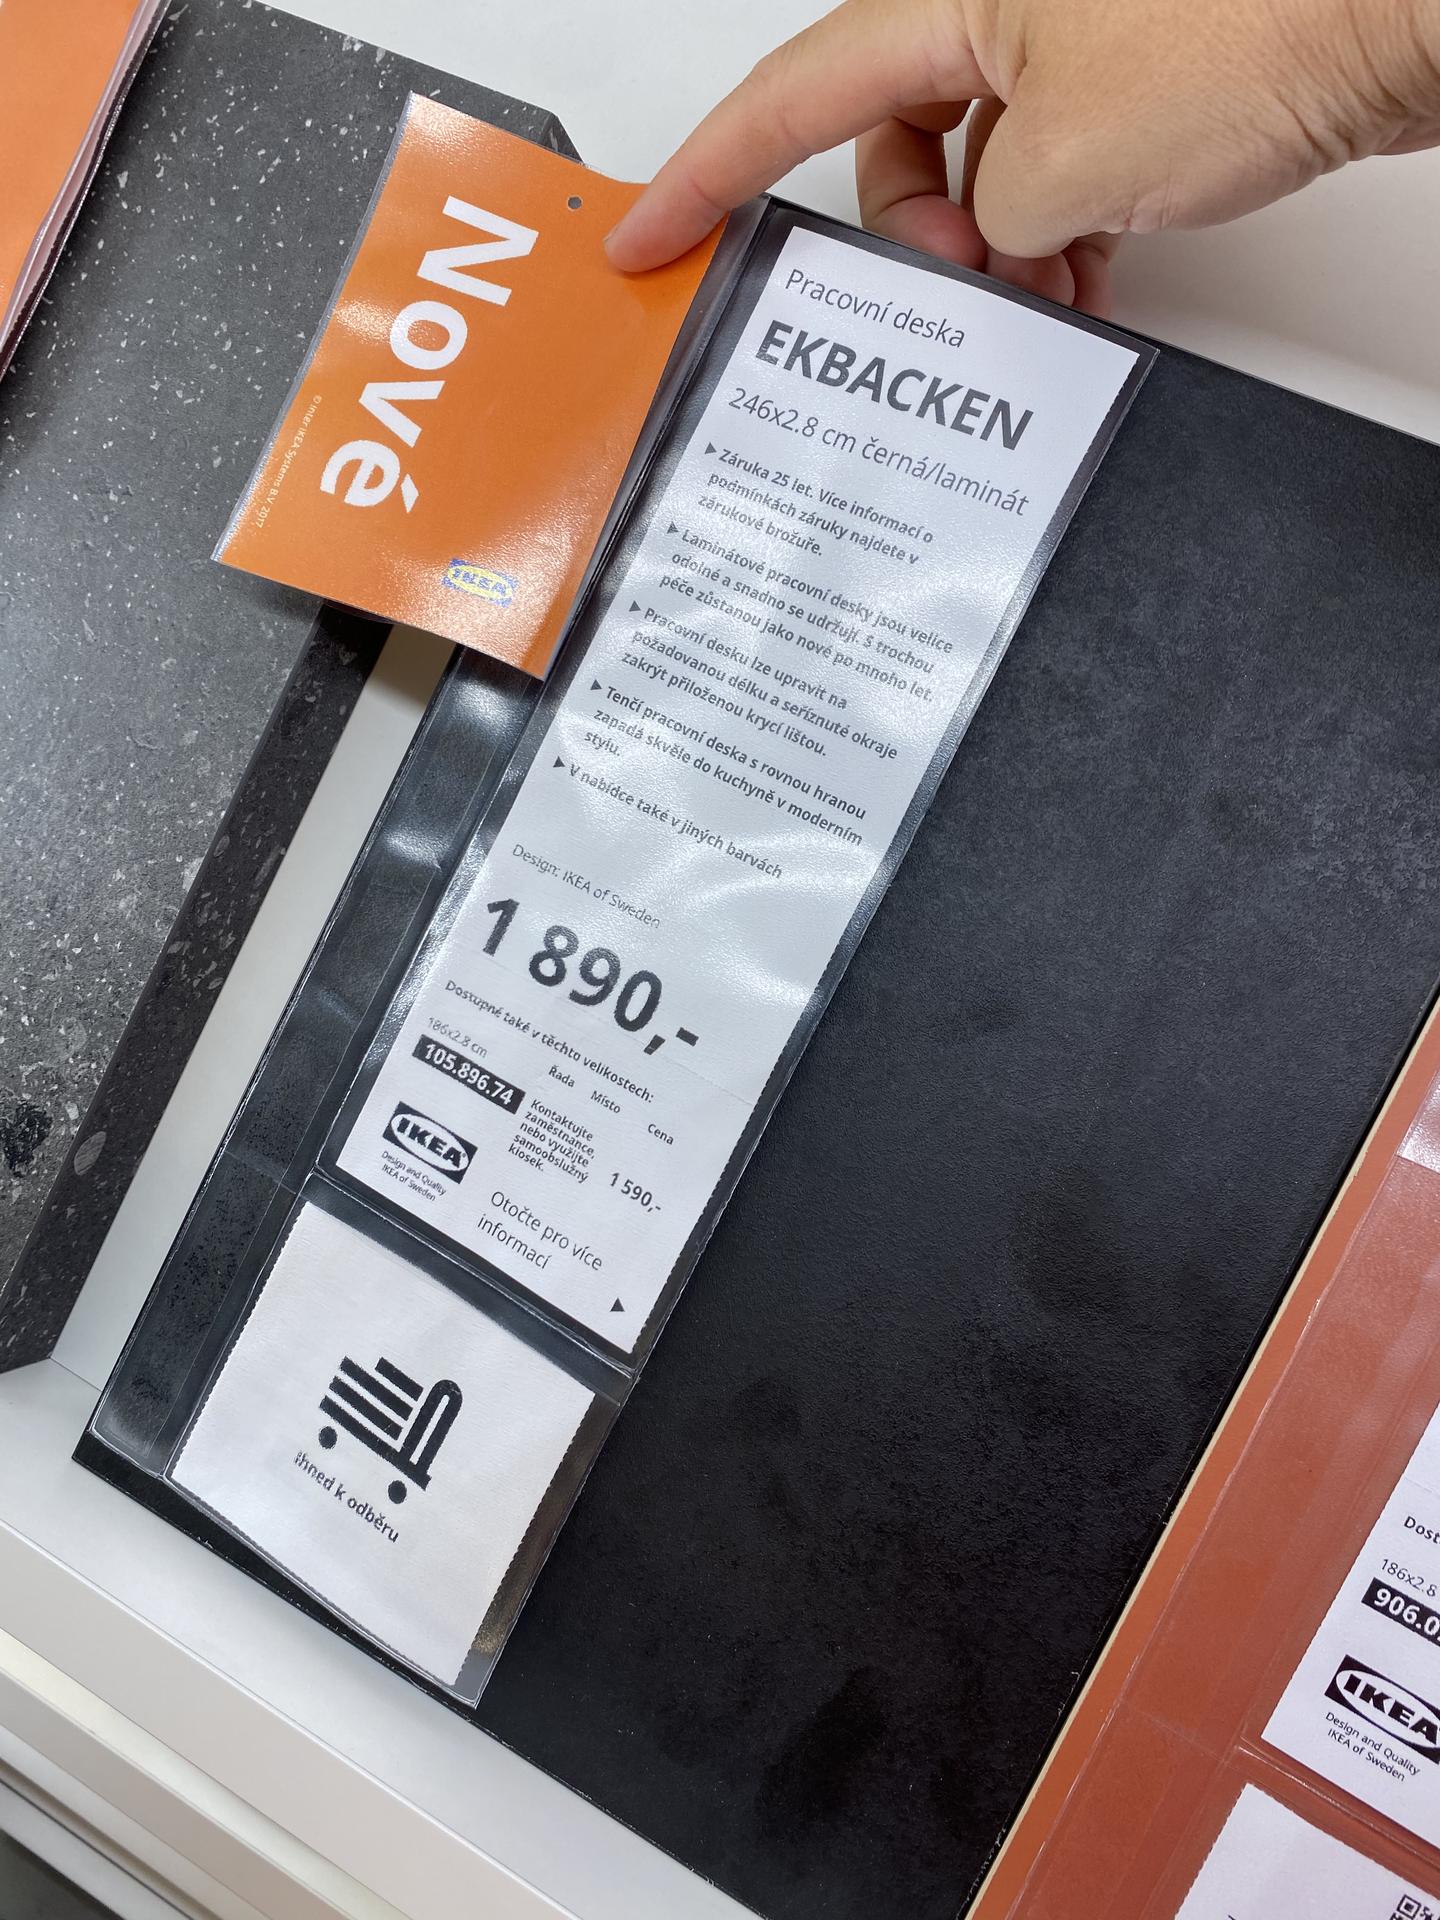 Nové
© Inter IKEA Systems B.V. 2017
IKEA
Pracovní deska
EKBACKEN
246x2.8 cm černá/laminát
▶ Záruka 25 let. Více informací o
podmínkách záruky najdete v
zárukové brožuře.
▶ Laminátové pracovní desky jsou velice
odolné a snadno se udržují. S trochou
péče zůstanou jako nové po mnoho let.
▶ Pracovní desku lze upravit na
požadovanou délku a seříznuté okraje
zakrýt přiloženou krycí lištou.
▶ Tenčí pracovní deska s rovnou hranou
zapadá skvěle do kuchyně v moderním
stylu.
▶ V nabídce také v jiných barvách
Design: IKEA of Sweden
1 890,-
Dostupné také v těchto velikostech:
Řada Místo Cena
186x2.8 cm
105.896.74
Kontaktujte
zaměstnance,
nebo využijte
samoobslužný
kiosek.
1 590,-
IKEA
Design and Quality
IKEA of Sweden
Otočte pro více
informací
▶
Ihned k odběru
186x2.8
906.0
IKEA
Design and Quality
IKEA of Sweden